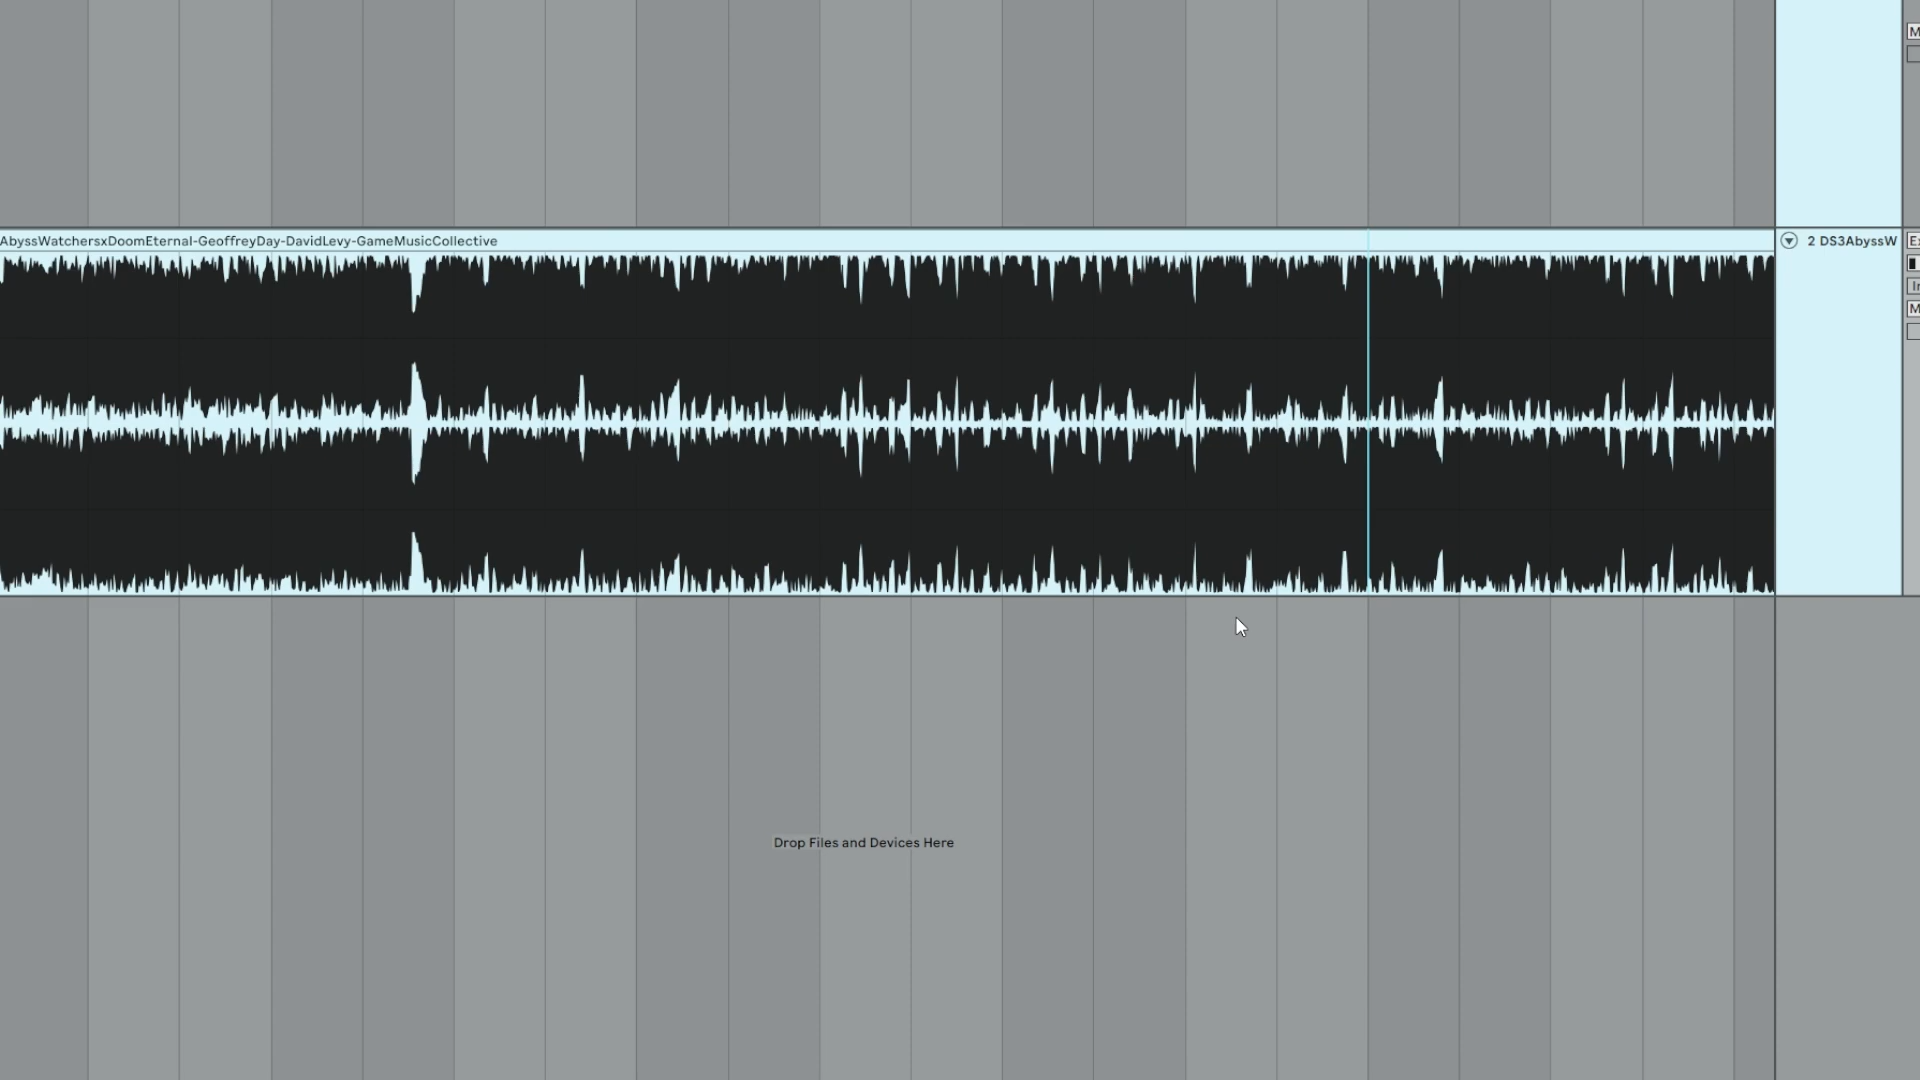 M
AbyssWatchersxDoomEternal-GeoffreyDay-DavidLevy-GameMusicCollective
2 DS3AbyssW
M
Drop Files and Devices Here